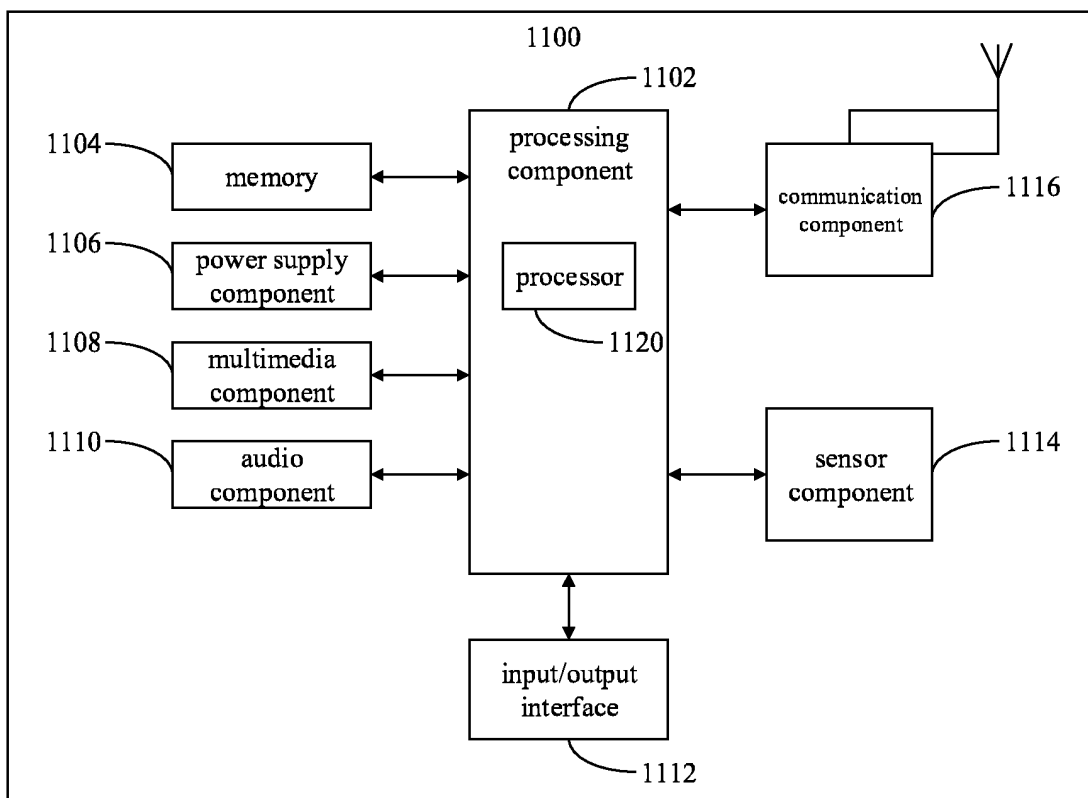 1100
1102
processing
component
1104
memory
communication
component
1116
1106
power supply
component
processor
1120
1108
multimedia
component
1110
audio
component
sensor
component
1114
input/output
interface
1112